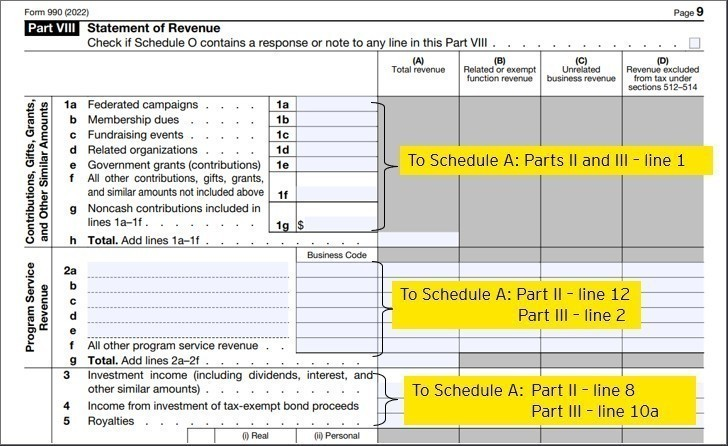 Form 990 (2022) Page 9
Part VIII Statement of Revenue
Check if Schedule O contains a response or note to any line in this Part VIII . . . . . . . . . . . . .
(A) Total revenue
(B) Related or exempt function revenue
(C) Unrelated business revenue
(D) Revenue excluded from tax under sections 512–514
Contributions, Gifts, Grants, and Other Similar Amounts
1a Federated campaigns . . . . 1a
b Membership dues . . . . 1b
c Fundraising events . . . . 1c
d Related organizations . . . . 1d
e Government grants (contributions) 1e
f All other contributions, gifts, grants,
and similar amounts not included above 1f
g Noncash contributions included in
lines 1a–1f . . . . . . . . 1g $
h Total. Add lines 1a–1f . . . . . . . . . . .
To Schedule A: Parts II and III – line 1
Program Service Revenue
Business Code
2a
b
c
d
e
f All other program service revenue . .
g Total. Add lines 2a–2f . . . . . . . . . . .
To Schedule A: Part II – line 12
Part III – line 2
3 Investment income (including dividends, interest, and
other similar amounts) . . . . . . . . . . .
4 Income from investment of tax-exempt bond proceeds
5 Royalties . . . . . . . . . . . . . .
To Schedule A: Part II – line 8
Part III – line 10a
(i) Real (ii) Personal